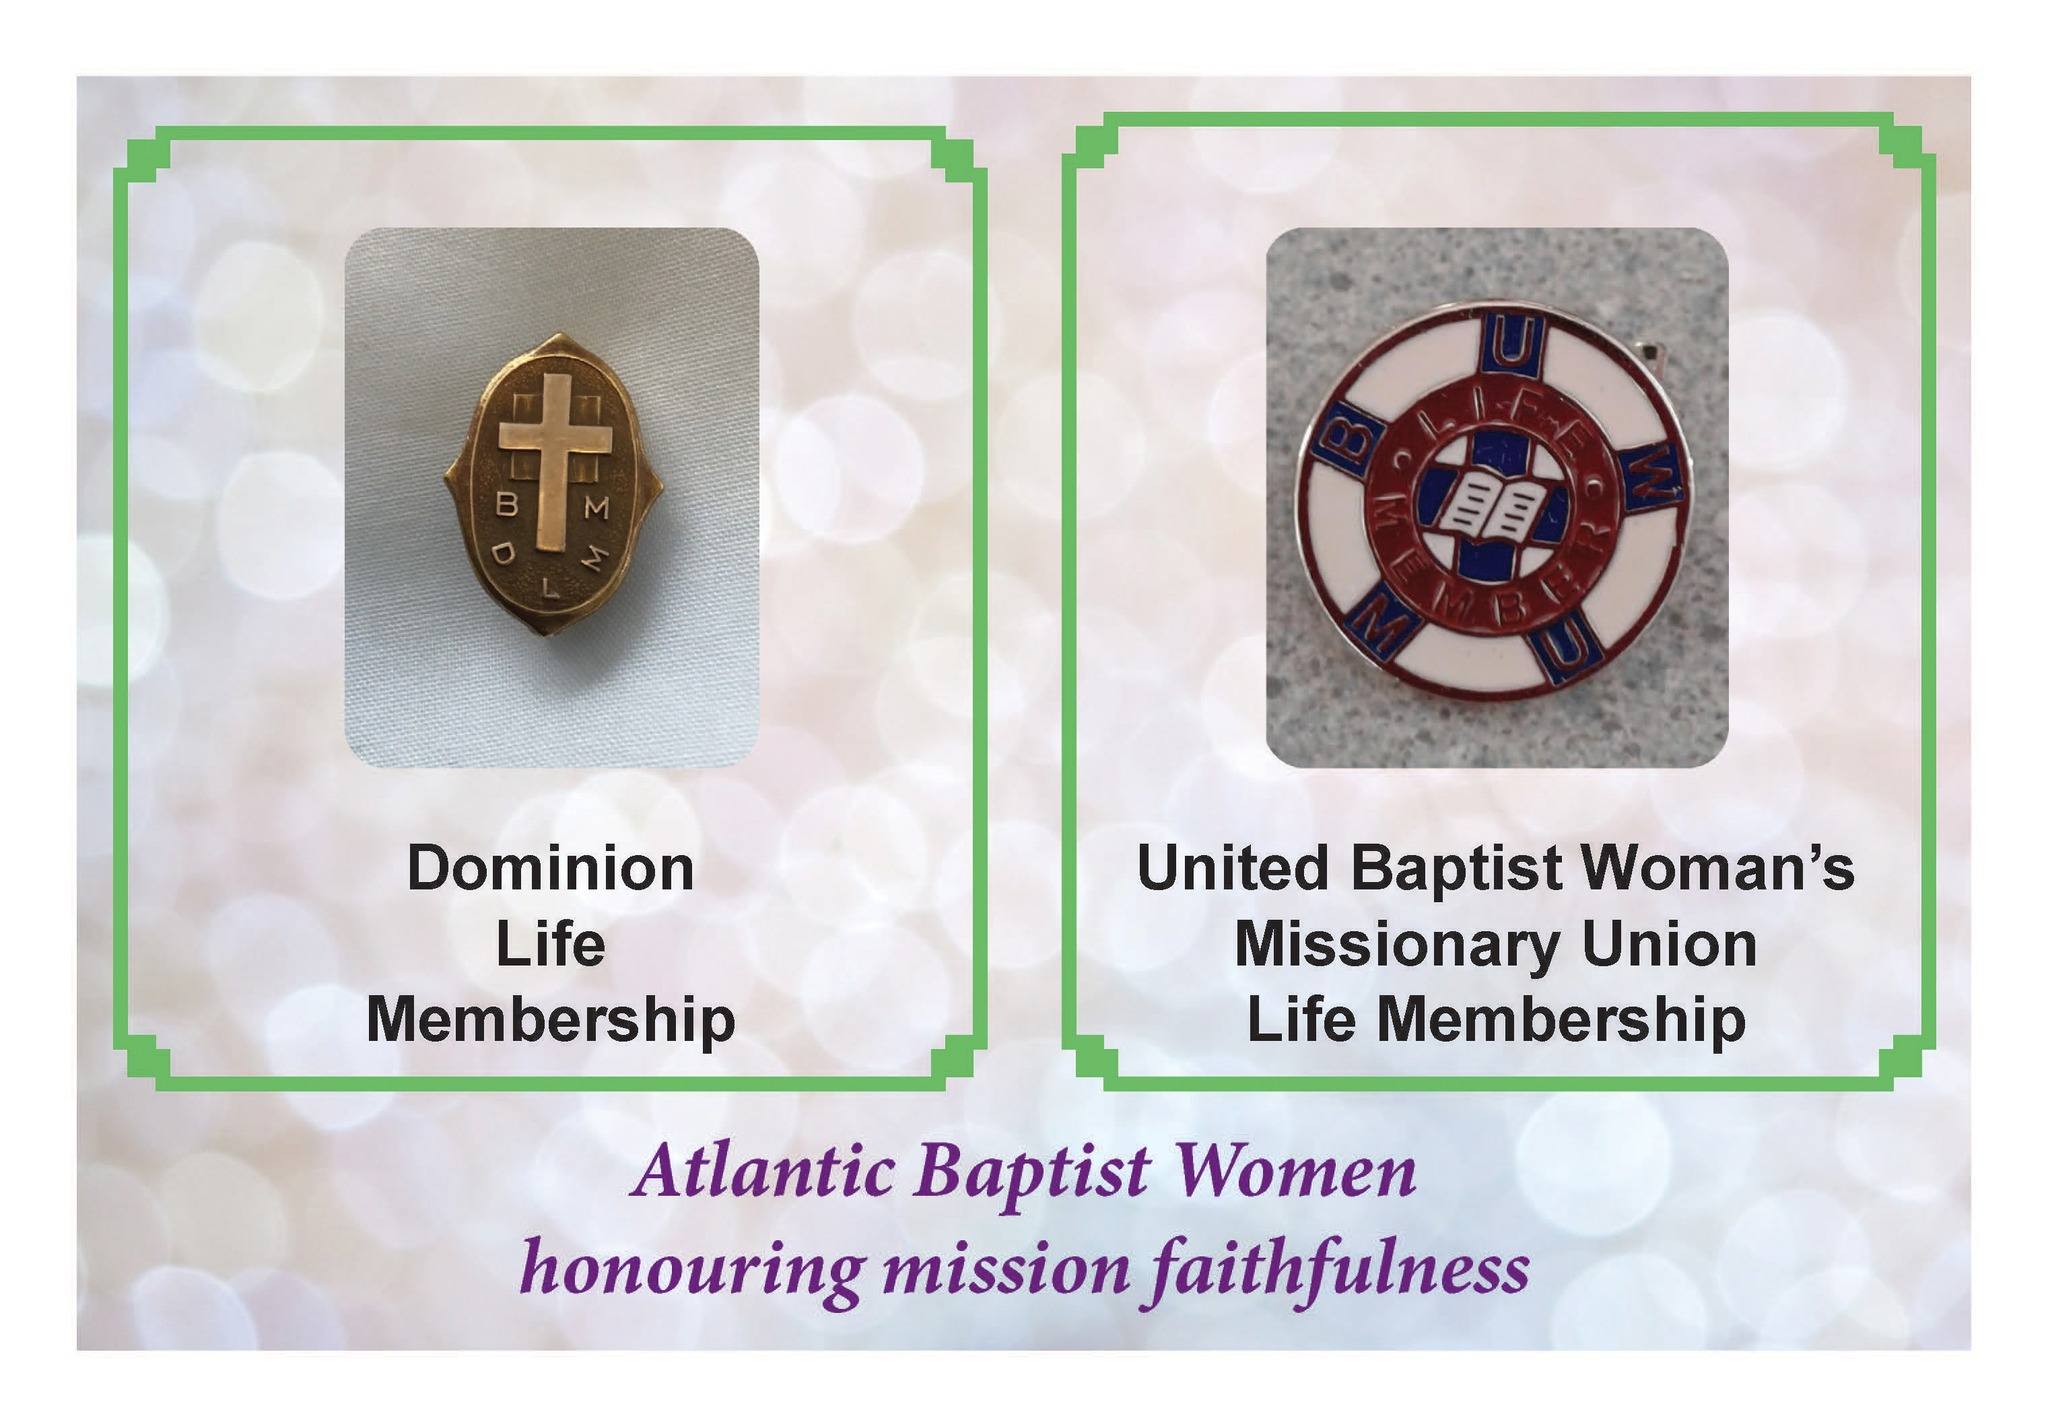 B M
D L M
U
B W
M U
LIFE
MEMBER
Dominion
Life
Membership
United Baptist Woman’s
Missionary Union
Life Membership
Atlantic Baptist Women
honouring mission faithfulness